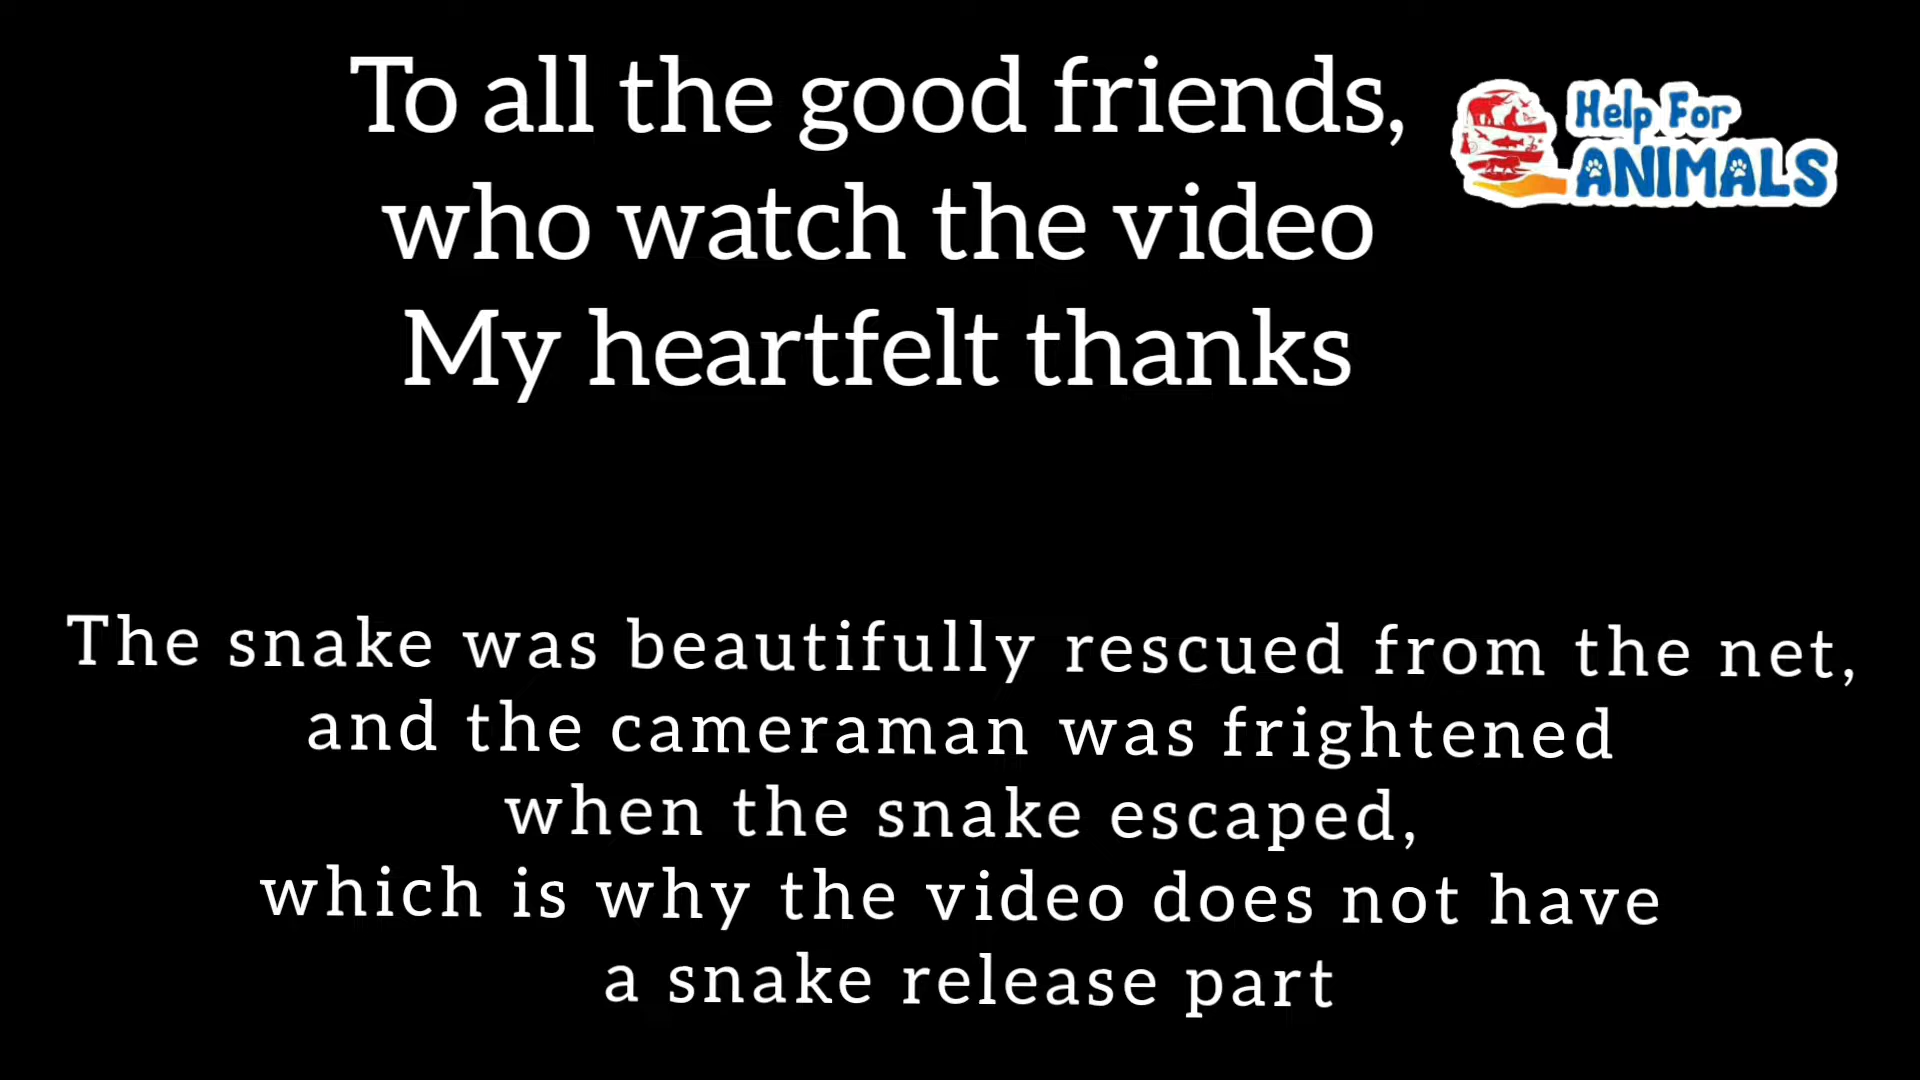 To all the good friends,
who watch the video
My heartfelt thanks
Help For
ANIMALS
The snake was beautifully rescued from the net,
and the cameraman was frightened
when the snake escaped,
which is why the video does not have
a snake release part